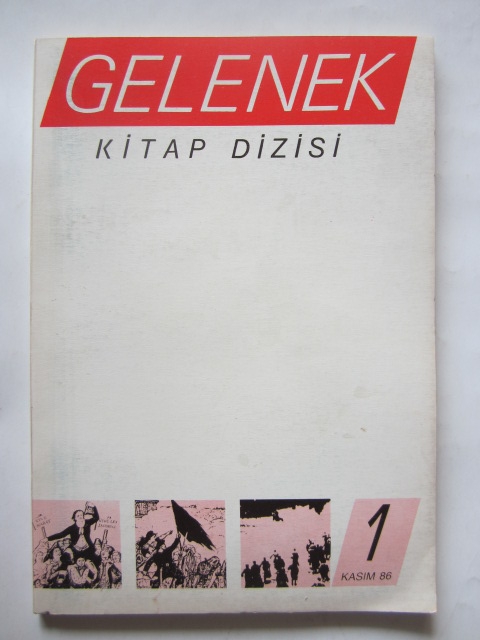 GELENEK
KİTAP DİZİSİ
1
KASIM 86